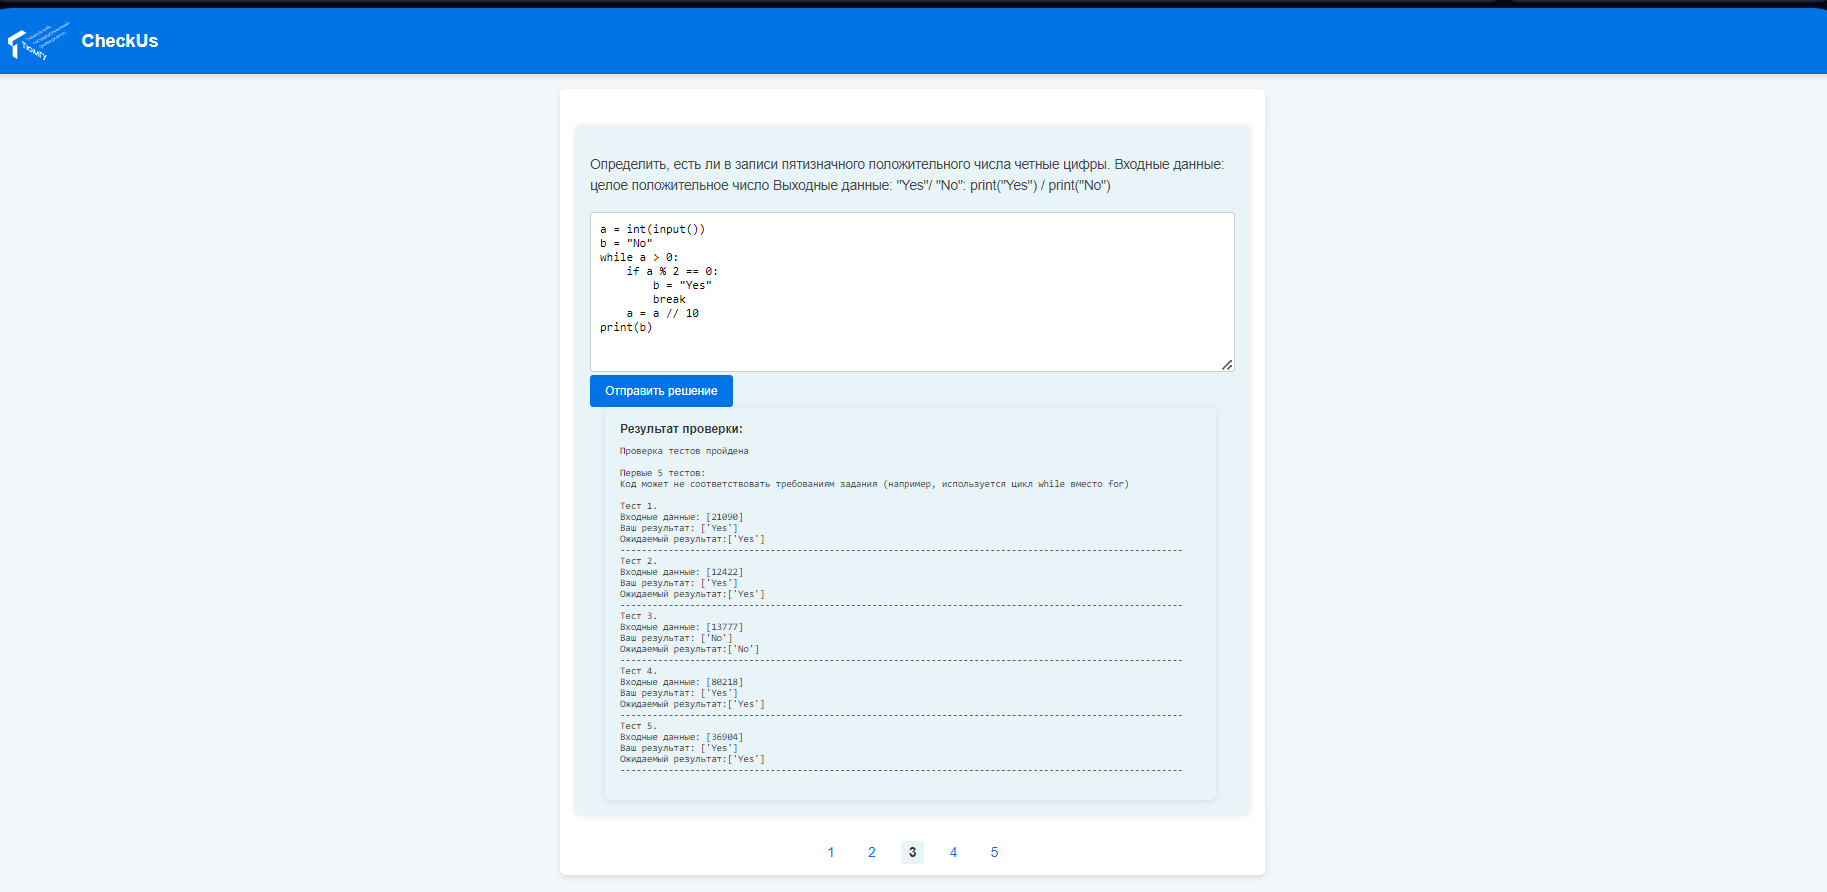 ТюмГУ
CheckUs
Определить, есть ли в записи пятизначного положительного числа четные цифры. Входные данные:
целое положительное число Выходные данные: "Yes"/ "No": print("Yes") / print("No")
a = int(input())
b = "No"
while a > 0:
    if a % 2 == 0:
        b = "Yes"
        break
    a = a // 10
print(b)
Отправить решение
Результат проверки:
Проверка тестов пройдена
Первые 5 тестов:
Код может не соответствовать требованиям задания (например, используется цикл while вместо for)
Тест 1.
Входные данные: [21090]
Ваш результат: ['Yes']
Ожидаемый результат:['Yes']
---------------------------------------------------------------------------------------------------------
Тест 2.
Входные данные: [12422]
Ваш результат: ['Yes']
Ожидаемый результат:['Yes']
---------------------------------------------------------------------------------------------------------
Тест 3.
Входные данные: [13777]
Ваш результат: ['No']
Ожидаемый результат:['No']
---------------------------------------------------------------------------------------------------------
Тест 4.
Входные данные: [80218]
Ваш результат: ['Yes']
Ожидаемый результат:['Yes']
---------------------------------------------------------------------------------------------------------
Тест 5.
Входные данные: [36904]
Ваш результат: ['Yes']
Ожидаемый результат:['Yes']
---------------------------------------------------------------------------------------------------------
1 2 3 4 5